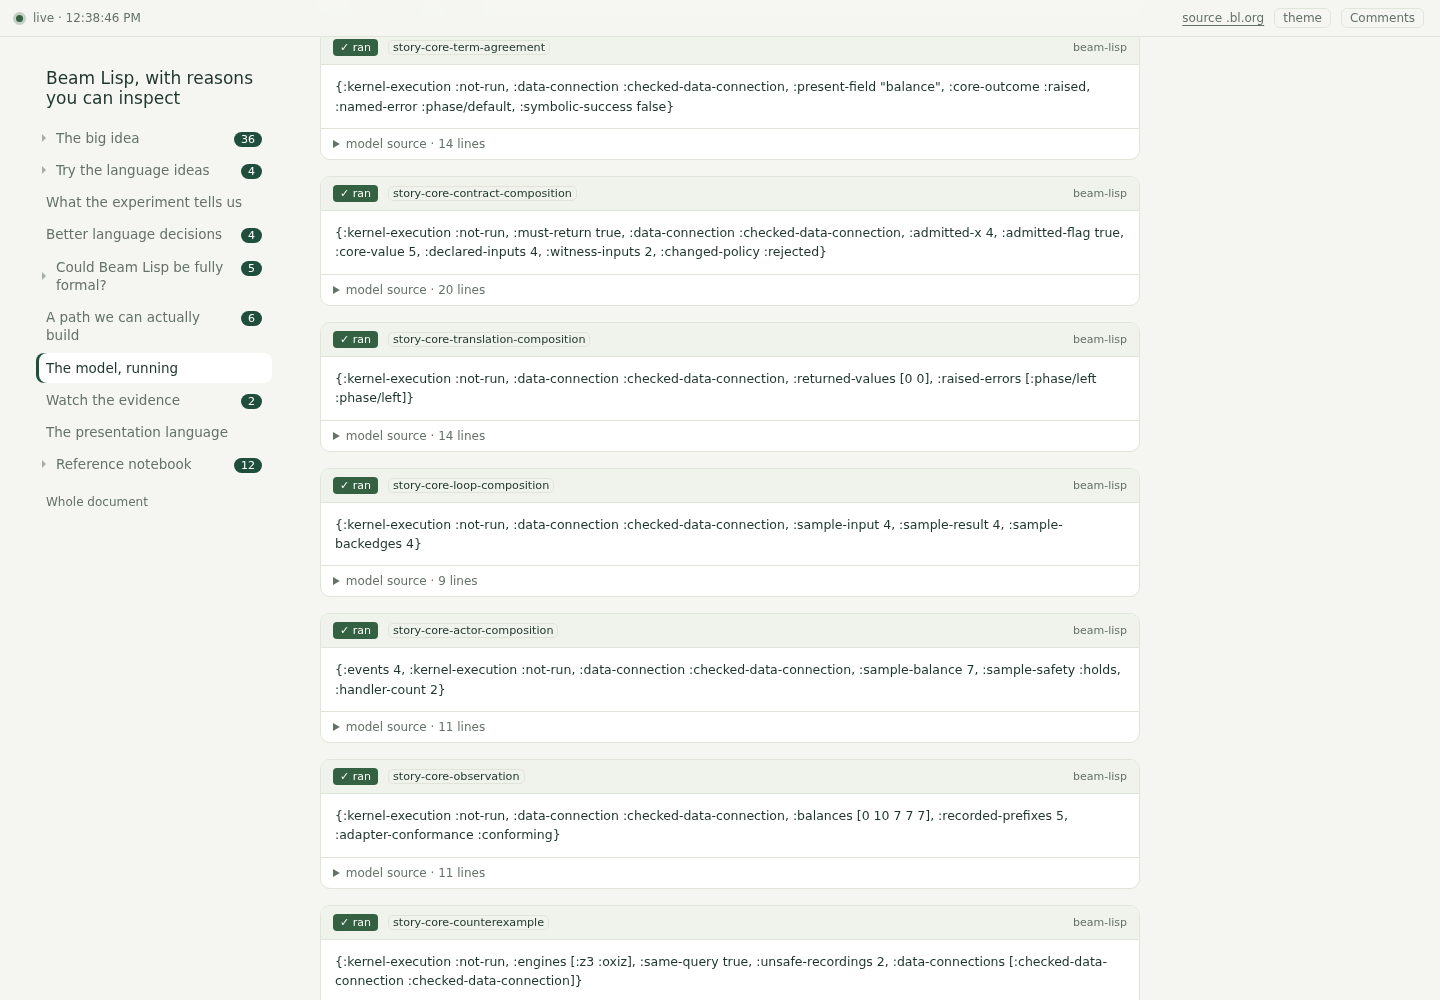 live · 12:38:46 PM
source .bl.org
theme
Comments
Beam Lisp, with reasons
you can inspect
The big idea
36
Try the language ideas
4
What the experiment tells us
Better language decisions
4
Could Beam Lisp be fully
formal?
5
A path we can actually
build
6
The model, running
Watch the evidence
2
The presentation language
Reference notebook
12
Whole document
✓ ran story-core-term-agreement beam-lisp
{:kernel-execution :not-run, :data-connection :checked-data-connection, :present-field "balance", :core-outcome :raised,
:named-error :phase/default, :symbolic-success false}
▶ model source · 14 lines
✓ ran story-core-contract-composition beam-lisp
{:kernel-execution :not-run, :must-return true, :data-connection :checked-data-connection, :admitted-x 4, :admitted-flag true,
:core-value 5, :declared-inputs 4, :witness-inputs 2, :changed-policy :rejected}
▶ model source · 20 lines
✓ ran story-core-translation-composition beam-lisp
{:kernel-execution :not-run, :data-connection :checked-data-connection, :returned-values [0 0], :raised-errors [:phase/left
:phase/left]}
▶ model source · 14 lines
✓ ran story-core-loop-composition beam-lisp
{:kernel-execution :not-run, :data-connection :checked-data-connection, :sample-input 4, :sample-result 4, :sample-
backedges 4}
▶ model source · 9 lines
✓ ran story-core-actor-composition beam-lisp
{:events 4, :kernel-execution :not-run, :data-connection :checked-data-connection, :sample-balance 7, :sample-safety :holds,
:handler-count 2}
▶ model source · 11 lines
✓ ran story-core-observation beam-lisp
{:kernel-execution :not-run, :data-connection :checked-data-connection, :balances [0 10 7 7 7], :recorded-prefixes 5,
:adapter-conformance :conforming}
▶ model source · 11 lines
✓ ran story-core-counterexample beam-lisp
{:kernel-execution :not-run, :engines [:z3 :oxiz], :same-query true, :unsafe-recordings 2, :data-connections [:checked-data-
connection :checked-data-connection]}